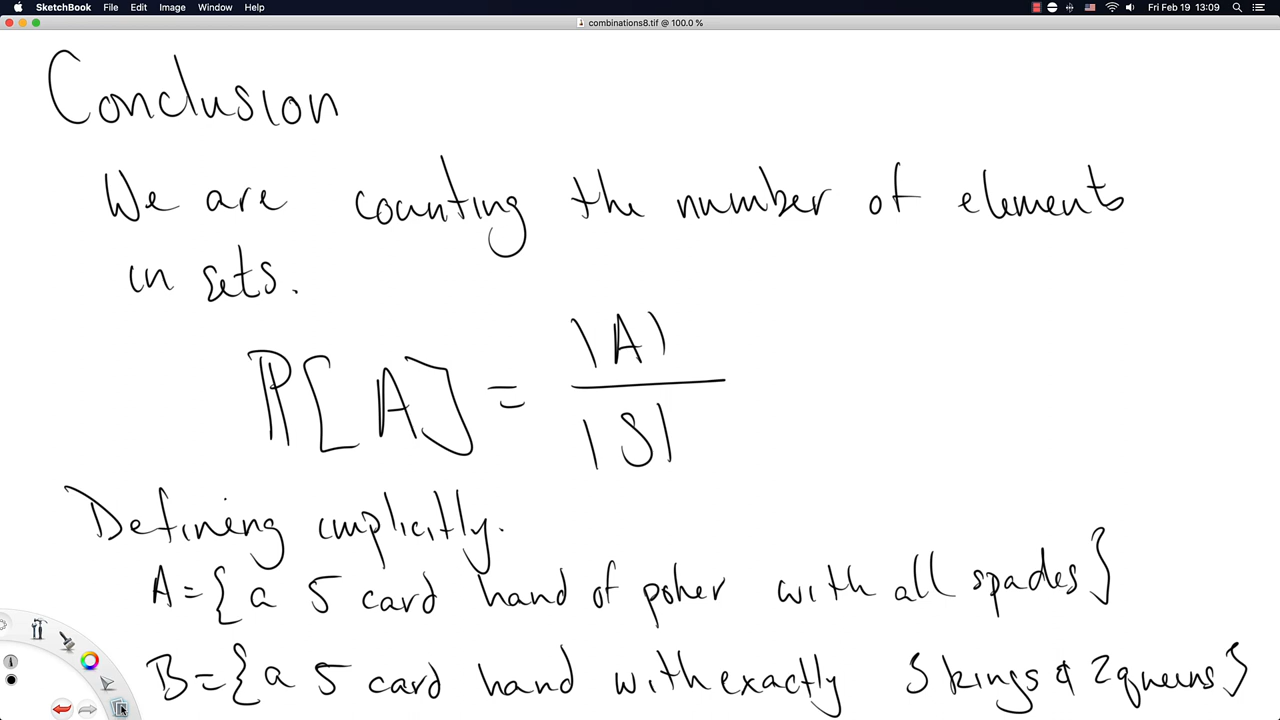 SketchBook File Edit Image Window Help Fri Feb 19 13:09
combinations8.tif @ 100.0 %
Conclusion
We are counting the number of elements
in sets.
P[A] = |A| / |S|
Defining implicitly.
A={a 5 card hand of poker with all spades}
B={a 5 card hand with exactly 3 kings & 2 queens}